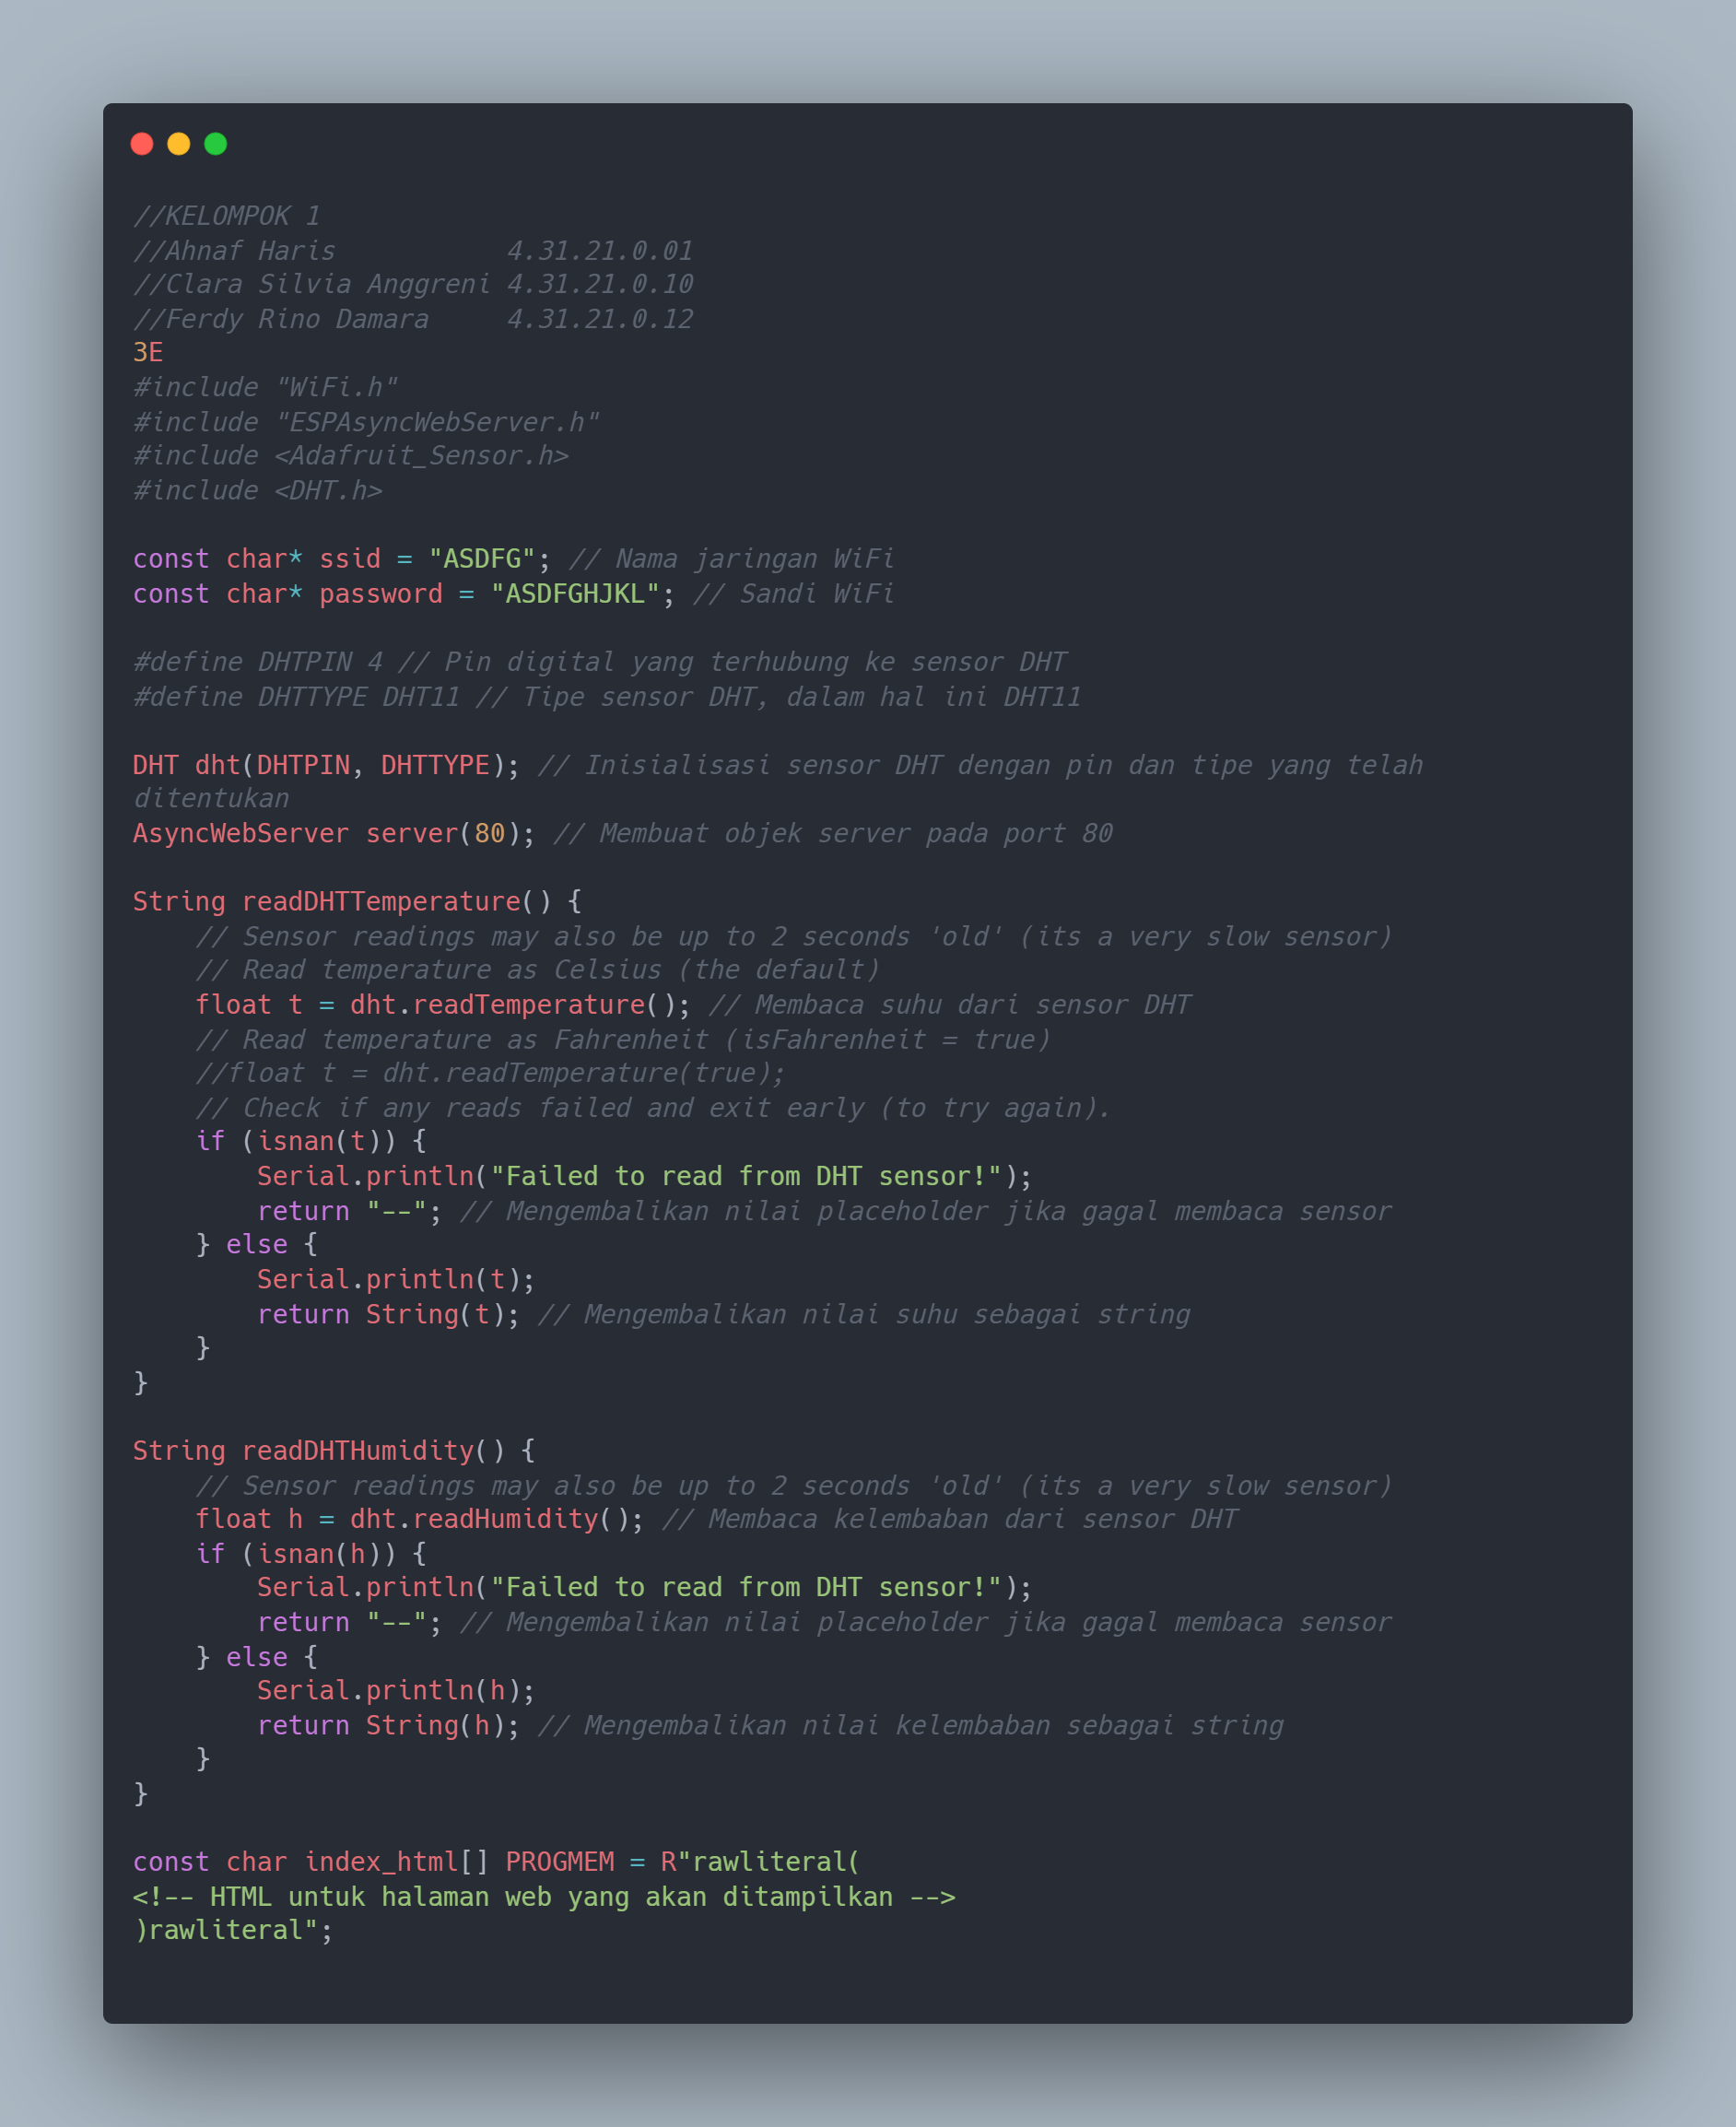 //KELOMPOK 1
//Ahnaf Haris           4.31.21.0.01
//Clara Silvia Anggreni 4.31.21.0.10
//Ferdy Rino Damara     4.31.21.0.12
3E
#include "WiFi.h"
#include "ESPAsyncWebServer.h"
#include <Adafruit_Sensor.h>
#include <DHT.h>

const char* ssid = "ASDFG"; // Nama jaringan WiFi
const char* password = "ASDFGHJKL"; // Sandi WiFi

#define DHTPIN 4 // Pin digital yang terhubung ke sensor DHT
#define DHTTYPE DHT11 // Tipe sensor DHT, dalam hal ini DHT11

DHT dht(DHTPIN, DHTTYPE); // Inisialisasi sensor DHT dengan pin dan tipe yang telah
ditentukan
AsyncWebServer server(80); // Membuat objek server pada port 80

String readDHTTemperature() {
    // Sensor readings may also be up to 2 seconds 'old' (its a very slow sensor)
    // Read temperature as Celsius (the default)
    float t = dht.readTemperature(); // Membaca suhu dari sensor DHT
    // Read temperature as Fahrenheit (isFahrenheit = true)
    //float t = dht.readTemperature(true);
    // Check if any reads failed and exit early (to try again).
    if (isnan(t)) {
        Serial.println("Failed to read from DHT sensor!");
        return "--"; // Mengembalikan nilai placeholder jika gagal membaca sensor
    } else {
        Serial.println(t);
        return String(t); // Mengembalikan nilai suhu sebagai string
    }
}

String readDHTHumidity() {
    // Sensor readings may also be up to 2 seconds 'old' (its a very slow sensor)
    float h = dht.readHumidity(); // Membaca kelembaban dari sensor DHT
    if (isnan(h)) {
        Serial.println("Failed to read from DHT sensor!");
        return "--"; // Mengembalikan nilai placeholder jika gagal membaca sensor
    } else {
        Serial.println(h);
        return String(h); // Mengembalikan nilai kelembaban sebagai string
    }
}

const char index_html[] PROGMEM = R"rawliteral(
<!-- HTML untuk halaman web yang akan ditampilkan -->
)rawliteral";